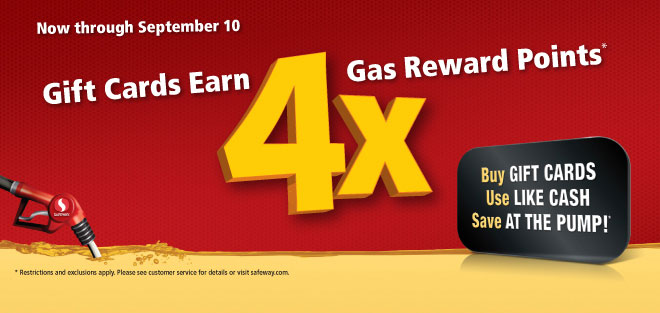 Now through September 10
Gift Cards Earn 4x Gas Reward Points*
Buy GIFT CARDS
Use LIKE CASH
Save AT THE PUMP!*
SAFEWAY
* Restrictions and exclusions apply. Please see customer service for details or visit safeway.com.